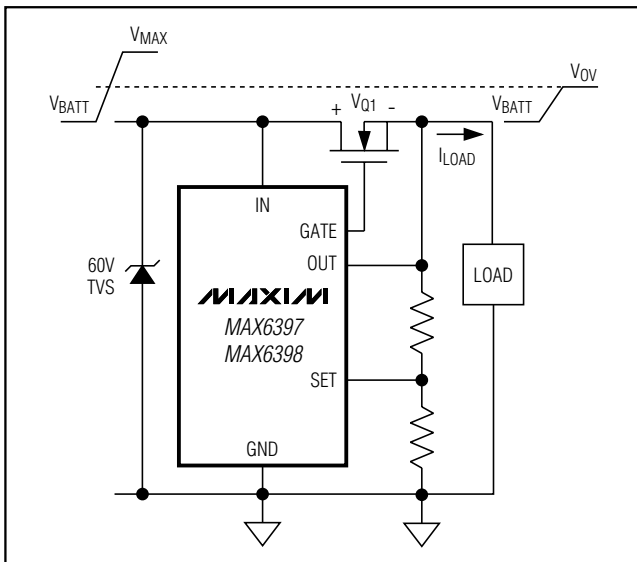 VMAX
VBATT
+ VQ1 -
VOV
VBATT
ILOAD
IN
GATE
OUT
60V
TVS
MAXIM
MAX6397
MAX6398
LOAD
SET
GND